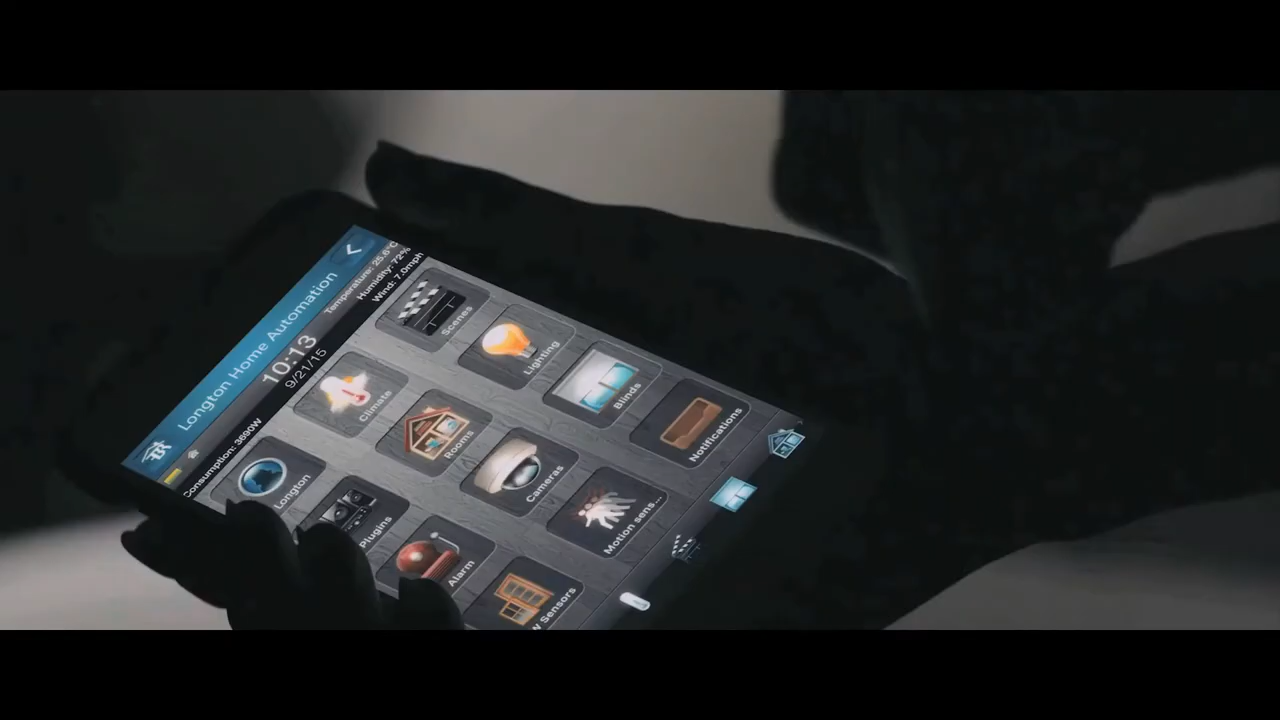 Longton Home Automation
Consumption: 3690W
10:13
9/21/15
Temperature: 25.6°C
Humidity: 72%
Wind: 7.0mph
Longton
Climate
Scenes
Plugins
Rooms
Lighting
Alarm
Cameras
Blinds
w Sensors
Motion sens...
Notifications